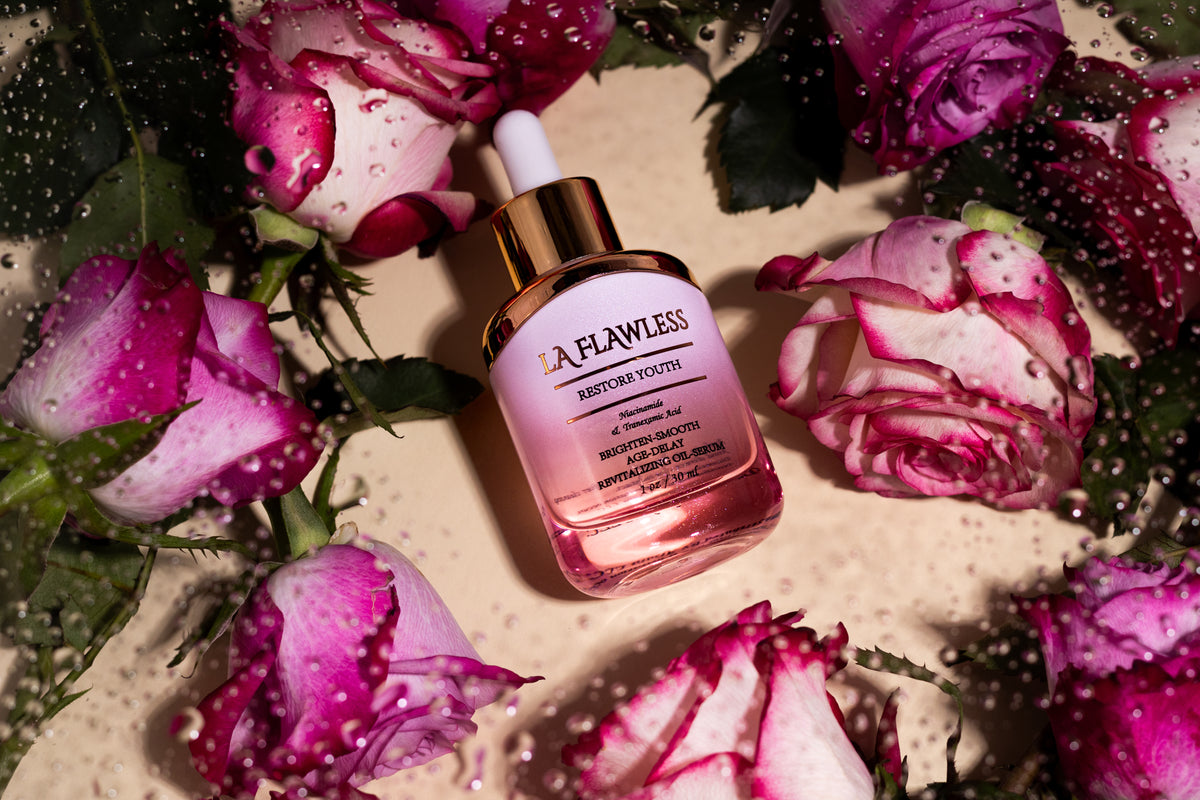 LA FLAWLESS
RESTORE YOUTH
Niacinamide
& Tranexamic Acid
BRIGHTEN-SMOOTH
AGE-DELAY
REVITALIZING OIL-SERUM
1 oz / 30 ml